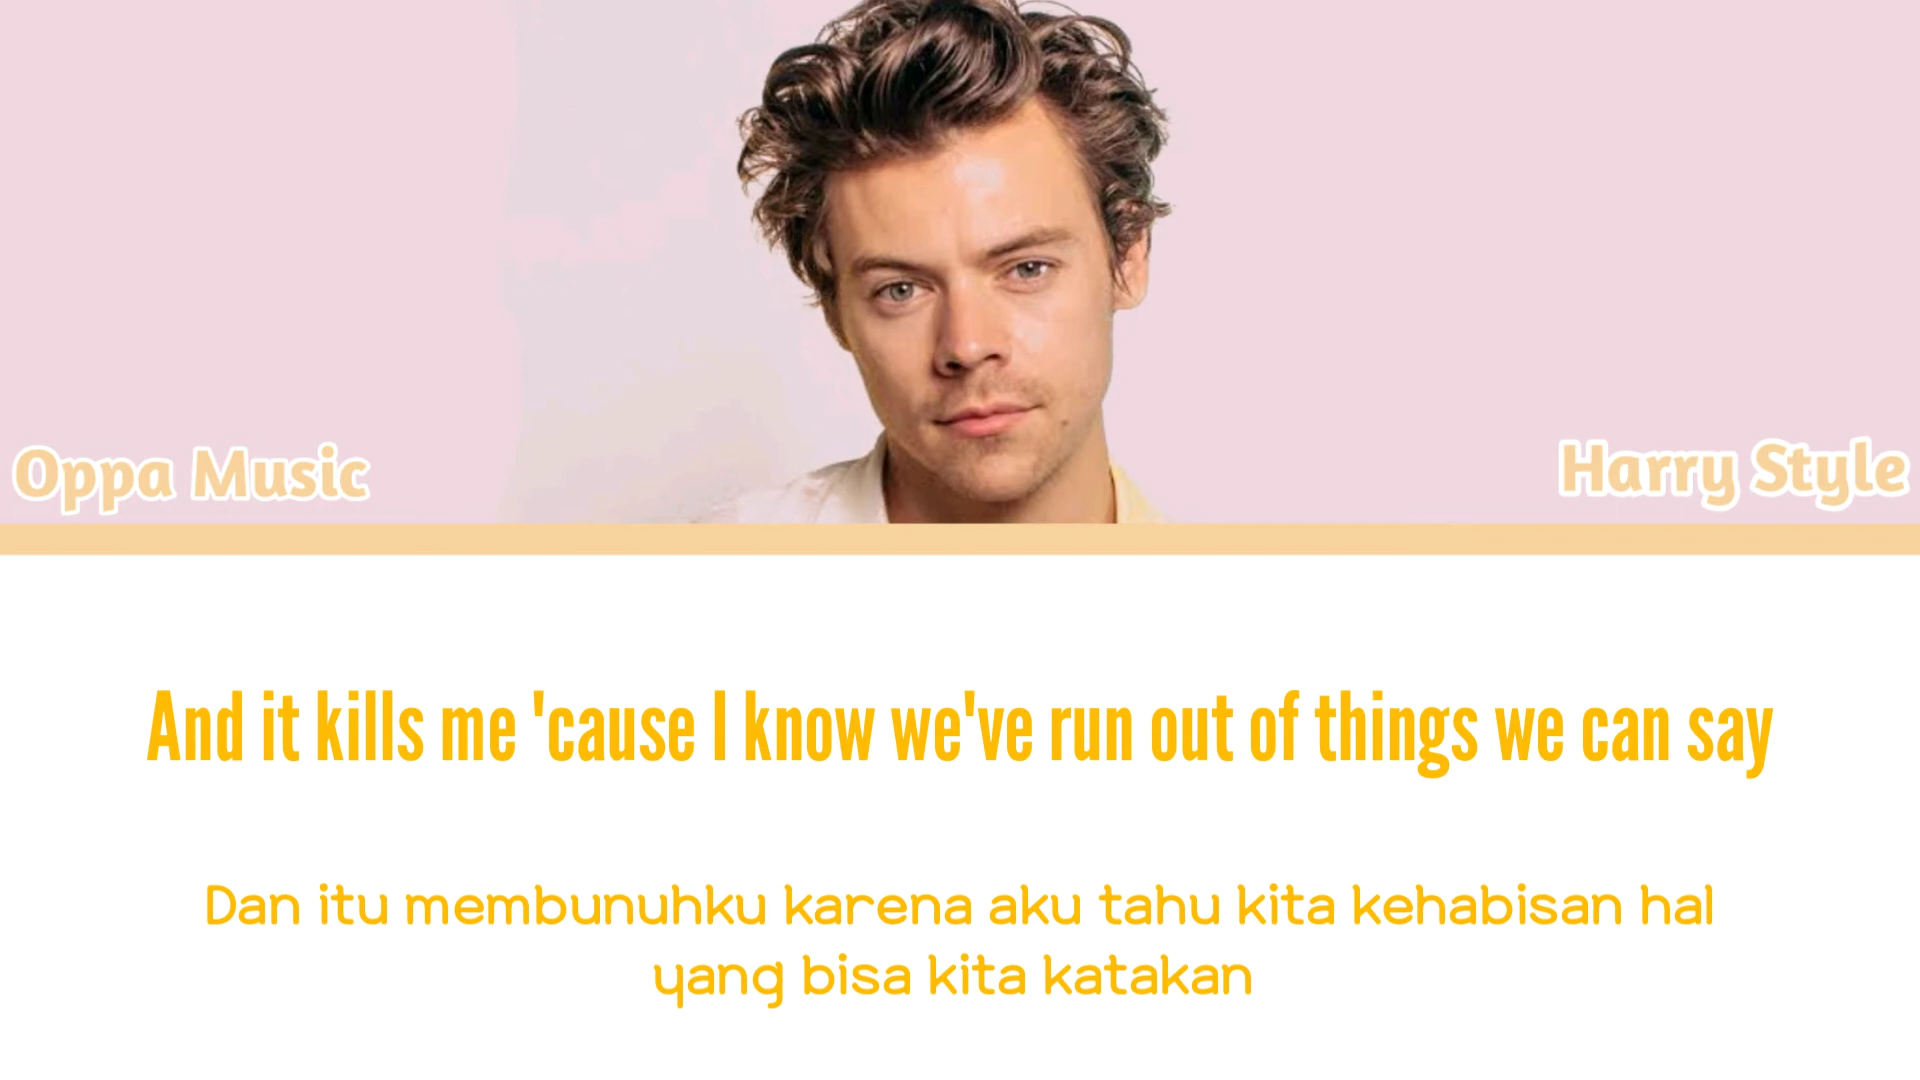 Oppa Music
Harry Style
And it kills me 'cause I know we've run out of things we can say
Dan itu membunuhku karena aku tahu kita kehabisan hal
yang bisa kita katakan